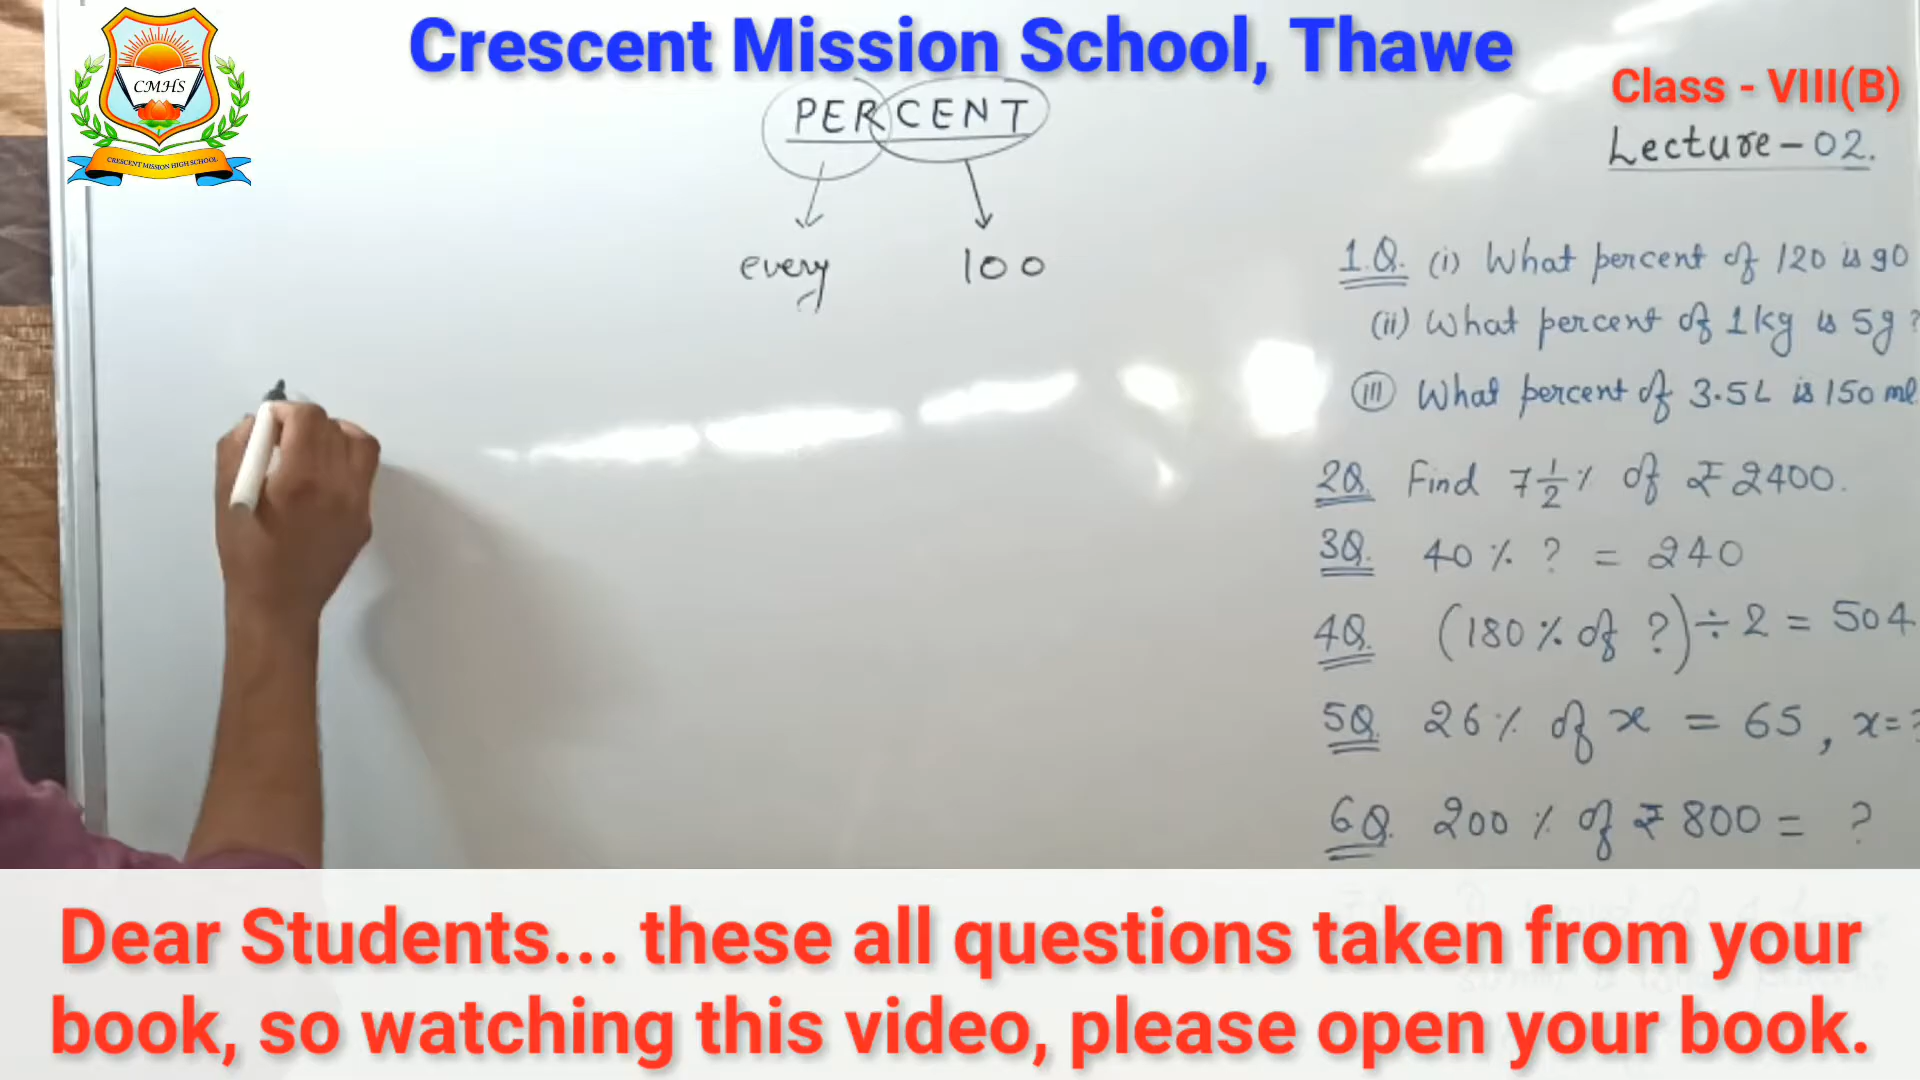 Crescent Mission School, Thawe
CMHS
CRESCENT MISSION HIGH SCHOOL
Class - VIII(B)
Lecture - 02.
PERCENT
every 100
1.Q. (i) What percent of 120 is 90
(ii) What percent of 1kg is 5g ?
(iii) What percent of 3.5L is 150 ml
2Q. Find 7 1/2 % of ₹ 2400.
3Q. 40 % ? = 240
4Q. (180 % of ?) ÷ 2 = 504
5Q. 26 % of x = 65, x = ?
6Q. 200 % of ₹ 800 = ?
Dear Students... these all questions taken from your
book, so watching this video, please open your book.